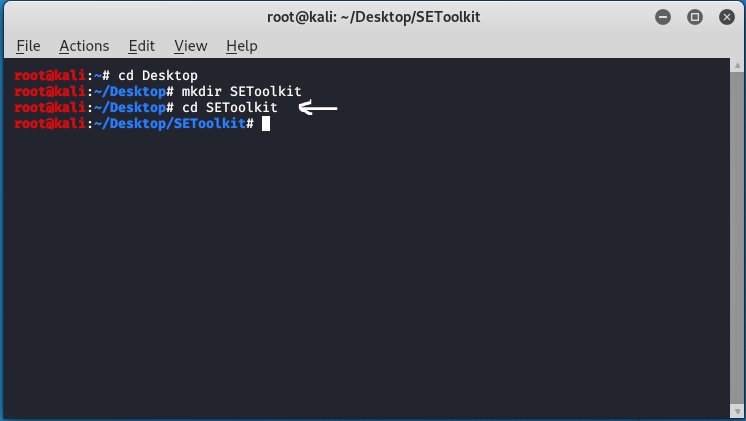 root@kali: ~/Desktop/SEToolkit
File Actions Edit View Help
root@kali:~# cd Desktop
root@kali:~/Desktop# mkdir SEToolkit
root@kali:~/Desktop# cd SEToolkit
root@kali:~/Desktop/SEToolkit#